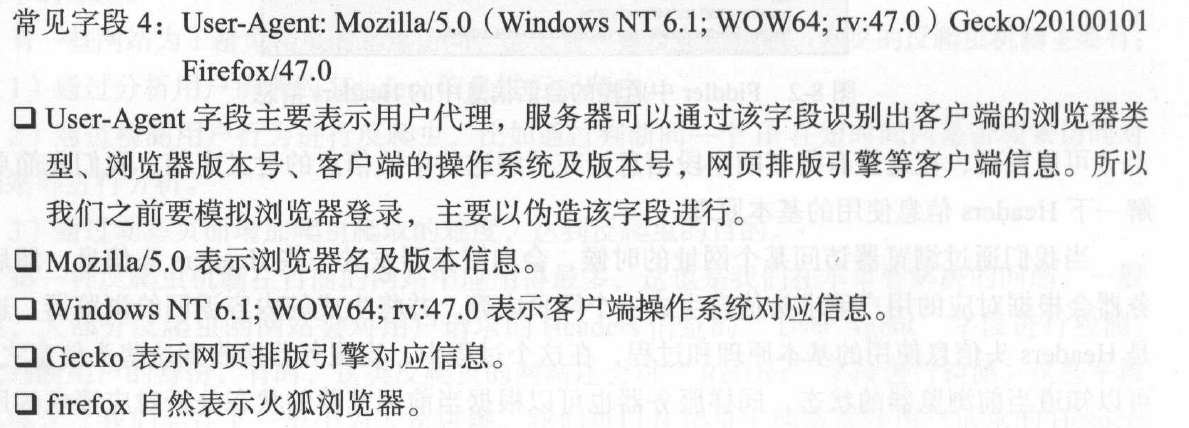 常见字段 4：User-Agent: Mozilla/5.0（Windows NT 6.1; WOW64; rv:47.0）Gecko/20100101
Firefox/47.0
❏ User-Agent 字段主要表示用户代理，服务器可以通过该字段识别出客户端的浏览器类
型、浏览器版本号、客户端的操作系统及版本号，网页排版引擎等客户端信息。所以
我们之前要模拟浏览器登录，主要以伪造该字段进行。
❏ Mozilla/5.0 表示浏览器名及版本信息。
❏ Windows NT 6.1; WOW64; rv:47.0 表示客户端操作系统对应信息。
❏ Gecko 表示网页排版引擎对应信息。
❏ firefox 自然表示火狐浏览器。